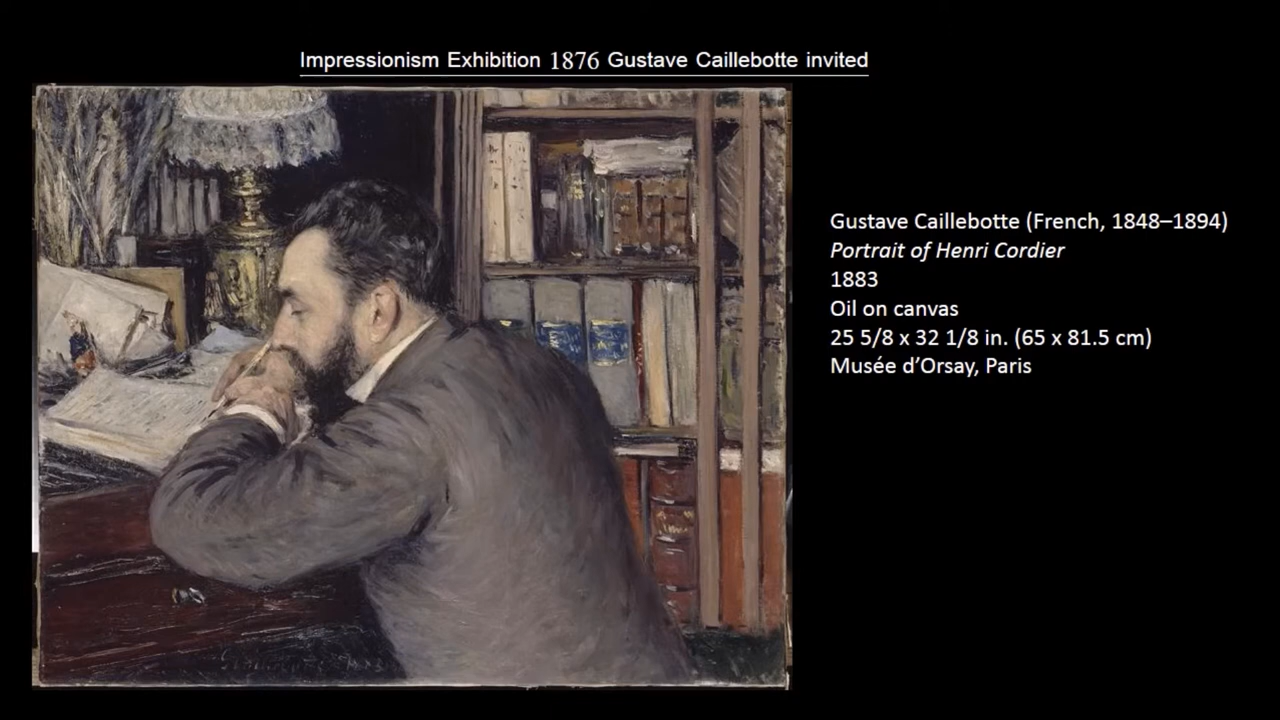 Impressionism Exhibition 1876 Gustave Caillebotte invited
Gustave Caillebotte (French, 1848–1894)
Portrait of Henri Cordier
1883
Oil on canvas
25 5/8 x 32 1/8 in. (65 x 81.5 cm)
Musée d’Orsay, Paris